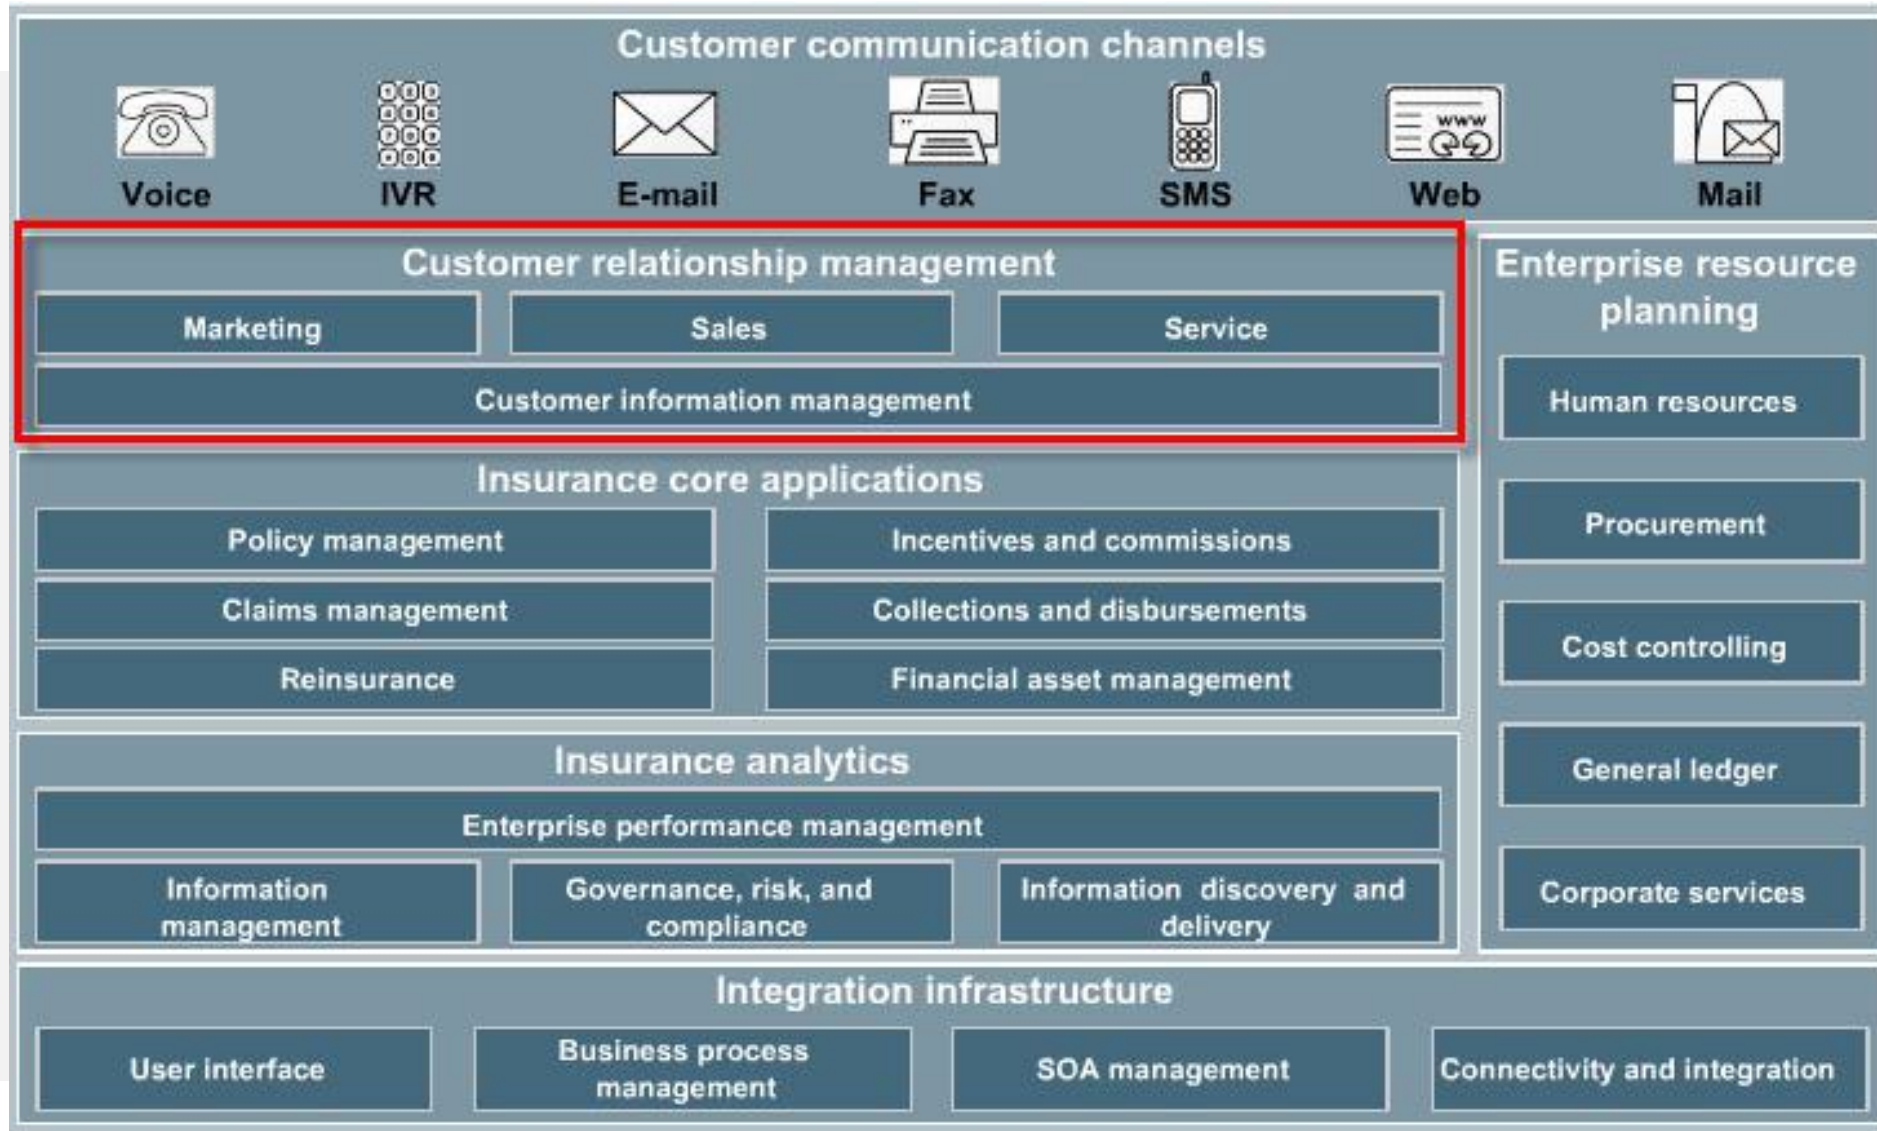 Customer communication channels
www
Voice
IVR
E-mail
Fax
SMS
Web
Mail
Customer relationship management
Marketing
Sales
Service
Customer information management
Enterprise resource
planning
Human resources
Procurement
Cost controlling
General ledger
Corporate services
Insurance core applications
Policy management
Incentives and commissions
Claims management
Collections and disbursements
Reinsurance
Financial asset management
Insurance analytics
Enterprise performance management
Information
management
Governance, risk, and
compliance
Information discovery and
delivery
Integration infrastructure
User interface
Business process
management
SOA management
Connectivity and integration